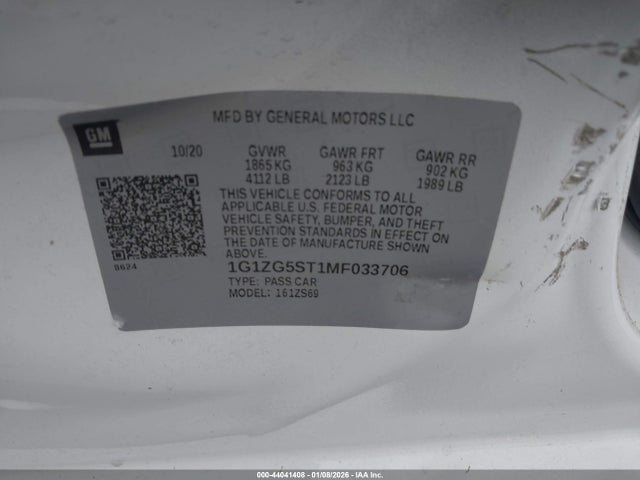 MFD BY GENERAL MOTORS LLC
GM
10/20 GVWR GAWR FRT GAWR RR
1865 KG 963 KG 902 KG
4112 LB 2123 LB 1989 LB
THIS VEHICLE CONFORMS TO ALL
APPLICABLE U.S. FEDERAL MOTOR
VEHICLE SAFETY, BUMPER, AND THEFT
PREVENTION STANDARDS IN EFFECT ON
THE DATE OF MANUFACTURE SHOWN
ABOVE.
8624
1G1ZG5ST1MF033706
TYPE: PASS CAR
MODEL: 161ZS69
000-44041408 - 01/08/2026 - IAA Holdings, LLC.